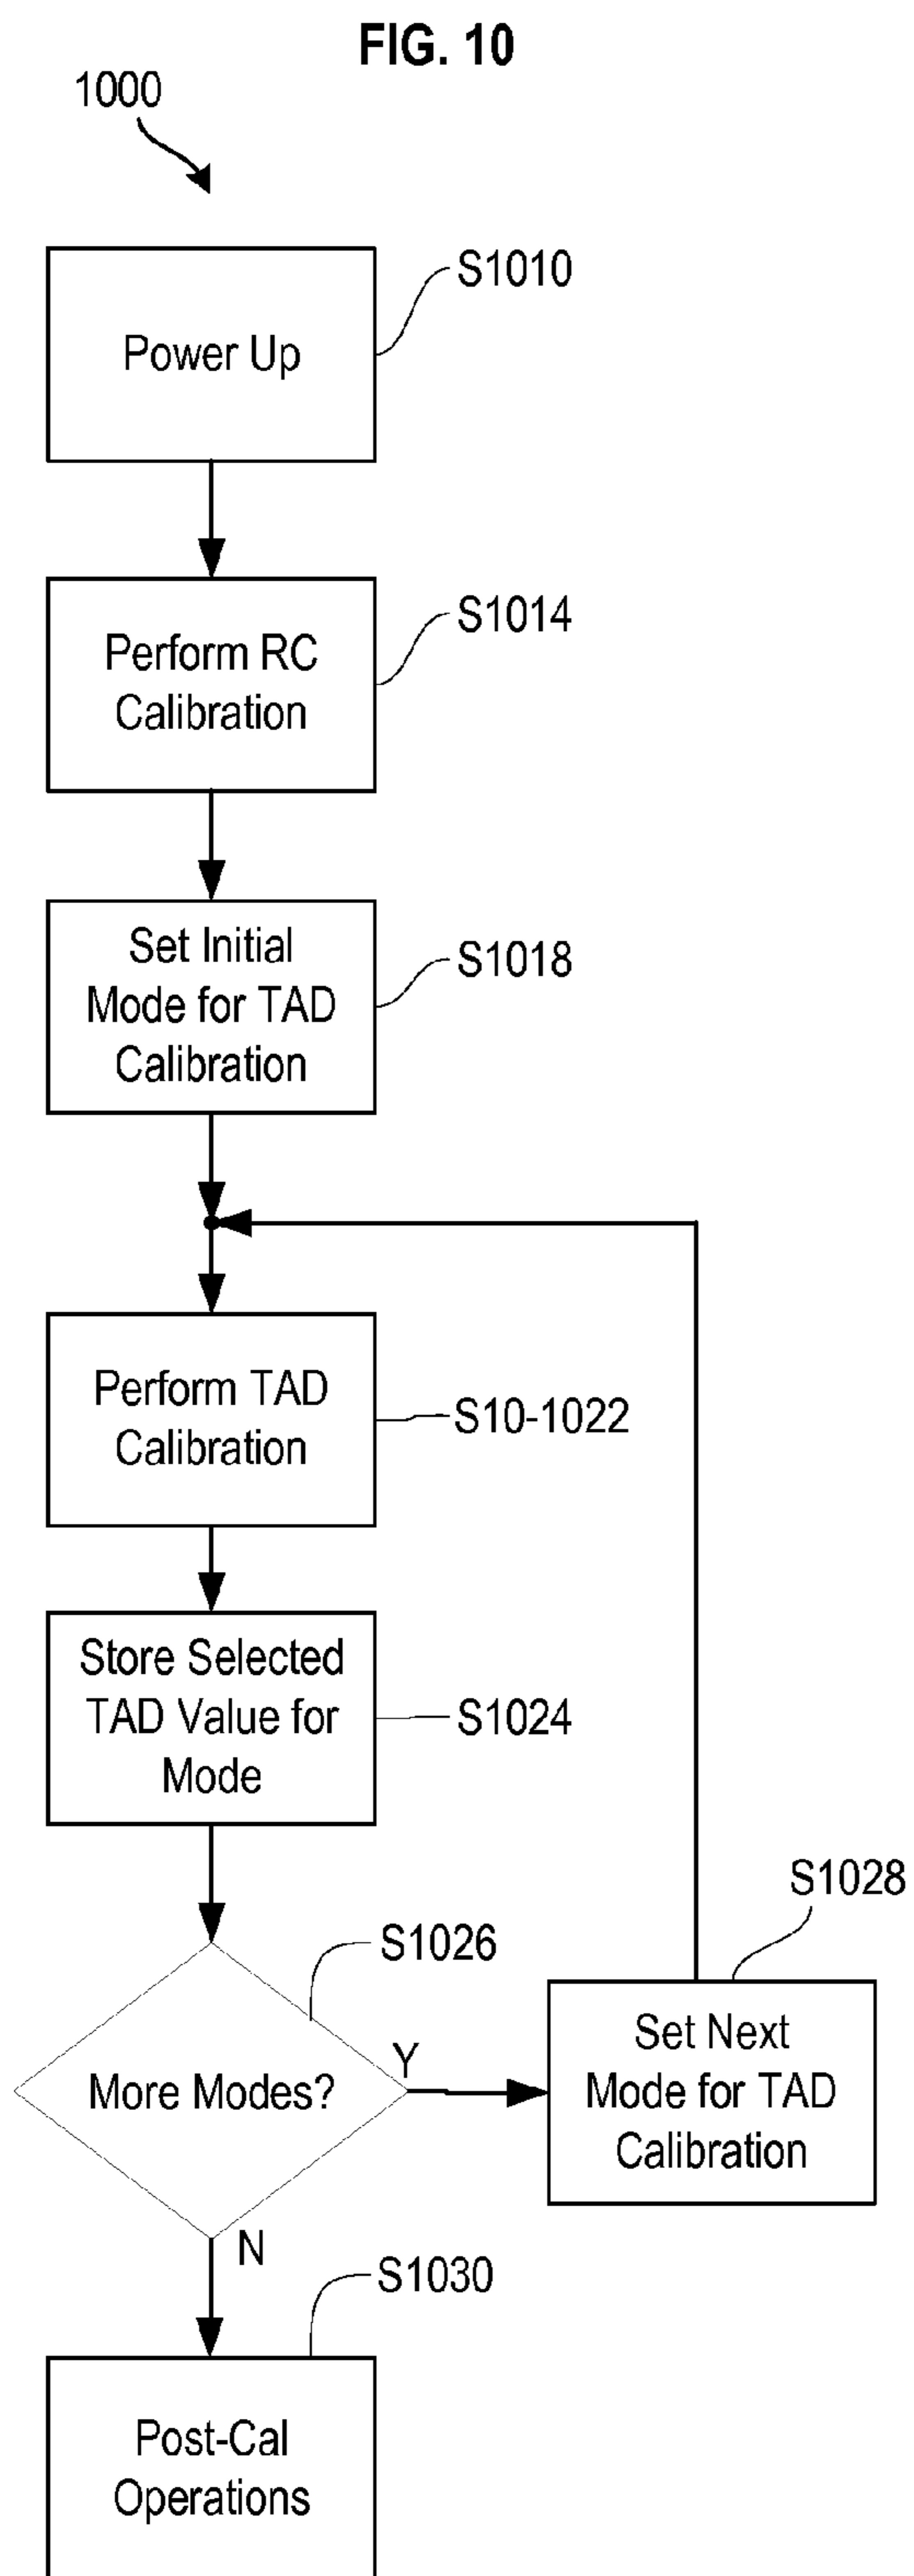 FIG. 10
1000
S1010
Power Up
S1014
Perform RC
Calibration
S1018
Set Initial
Mode for TAD
Calibration
Perform TAD
Calibration
S10-1022
Store Selected
TAD Value for
Mode
S1024
S1028
S1026
Y
More Modes?
Set Next
Mode for TAD
Calibration
N
S1030
Post-Cal
Operations